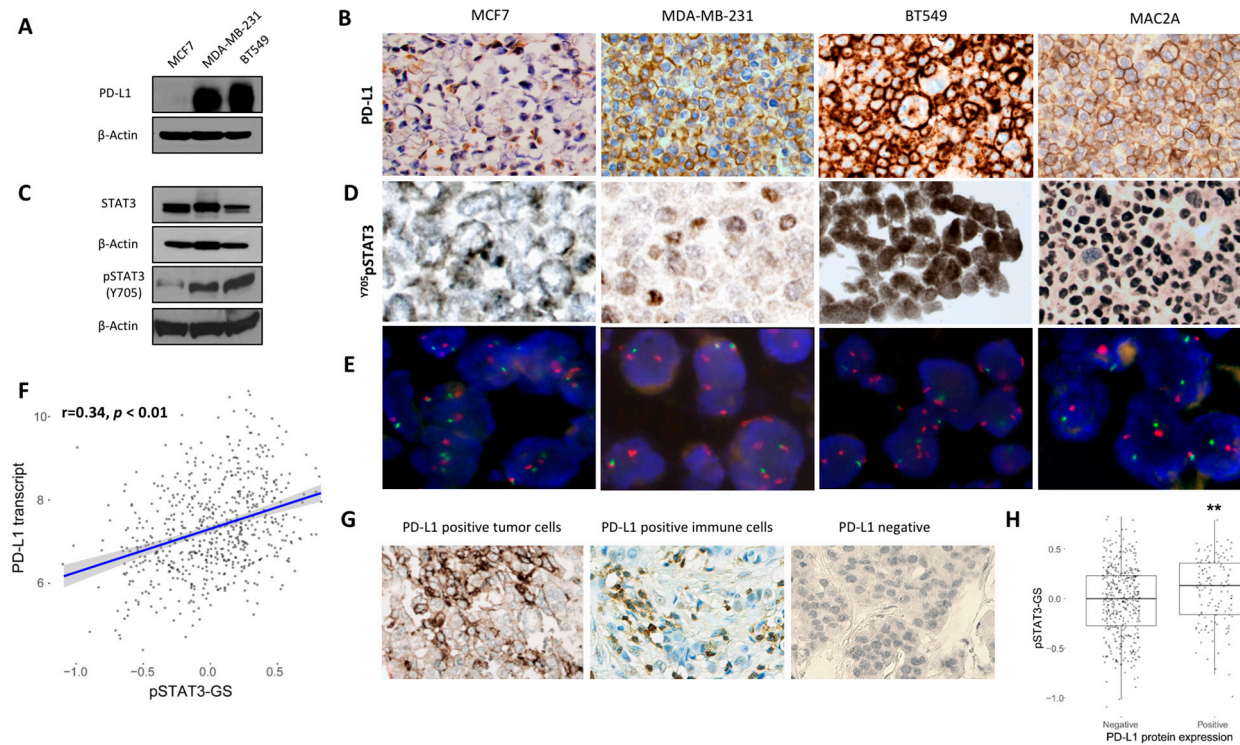 A
MCF7
MDA-MB-231
BT549
PD-L1
β-Actin
B
MCF7
MDA-MB-231
BT549
MAC2A
PD-L1
C
STAT3
β-Actin
pSTAT3
(Y705)
β-Actin
D
Y705pSTAT3
E
F
r=0.34, p < 0.01
10
8
6
PD-L1 transcript
-1.0
-0.5
0.0
0.5
pSTAT3-GS
G
PD-L1 positive tumor cells
PD-L1 positive immune cells
PD-L1 negative
H
**
0.5
0.0
-0.5
-1.0
pSTAT3-GS
Negative
Positive
PD-L1 protein expression